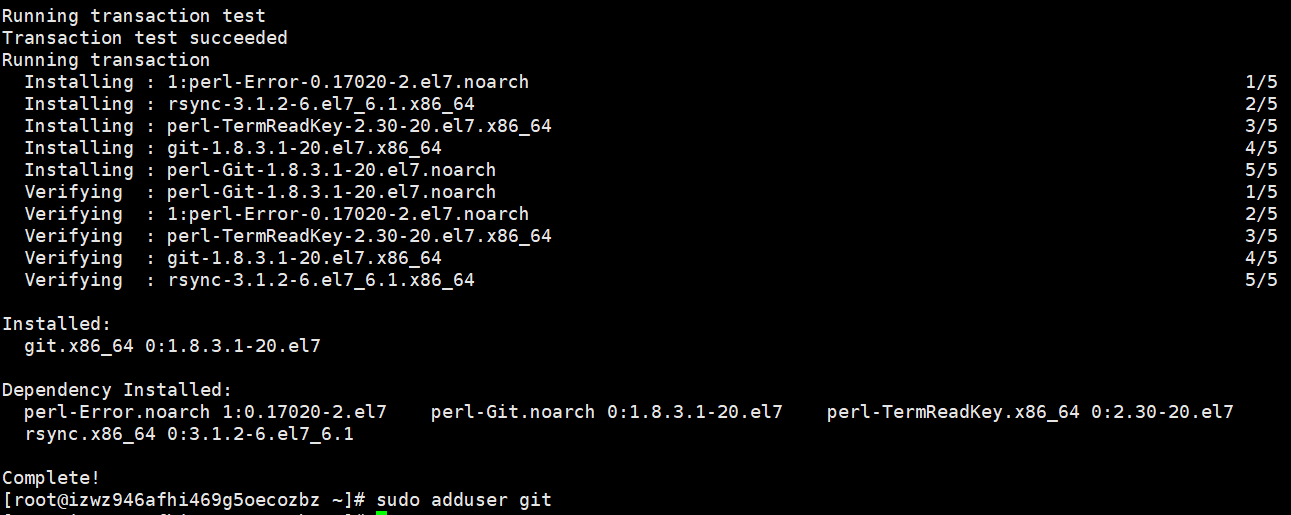 Running transaction test
Transaction test succeeded
Running transaction
  Installing : 1:perl-Error-0.17020-2.el7.noarch 1/5
  Installing : rsync-3.1.2-6.el7_6.1.x86_64 2/5
  Installing : perl-TermReadKey-2.30-20.el7.x86_64 3/5
  Installing : git-1.8.3.1-20.el7.x86_64 4/5
  Installing : perl-Git-1.8.3.1-20.el7.noarch 5/5
  Verifying  : perl-Git-1.8.3.1-20.el7.noarch 1/5
  Verifying  : 1:perl-Error-0.17020-2.el7.noarch 2/5
  Verifying  : perl-TermReadKey-2.30-20.el7.x86_64 3/5
  Verifying  : git-1.8.3.1-20.el7.x86_64 4/5
  Verifying  : rsync-3.1.2-6.el7_6.1.x86_64 5/5
Installed:
  git.x86_64 0:1.8.3.1-20.el7
Dependency Installed:
  perl-Error.noarch 1:0.17020-2.el7    perl-Git.noarch 0:1.8.3.1-20.el7    perl-TermReadKey.x86_64 0:2.30-20.el7
  rsync.x86_64 0:3.1.2-6.el7_6.1
Complete!
[root@izwz946afhi469g5oecozbz ~]# sudo adduser git